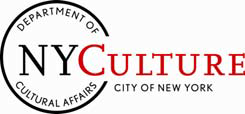 DEPARTMENT OF
NYCULTURE
CULTURAL AFFAIRS
CITY OF NEW YORK